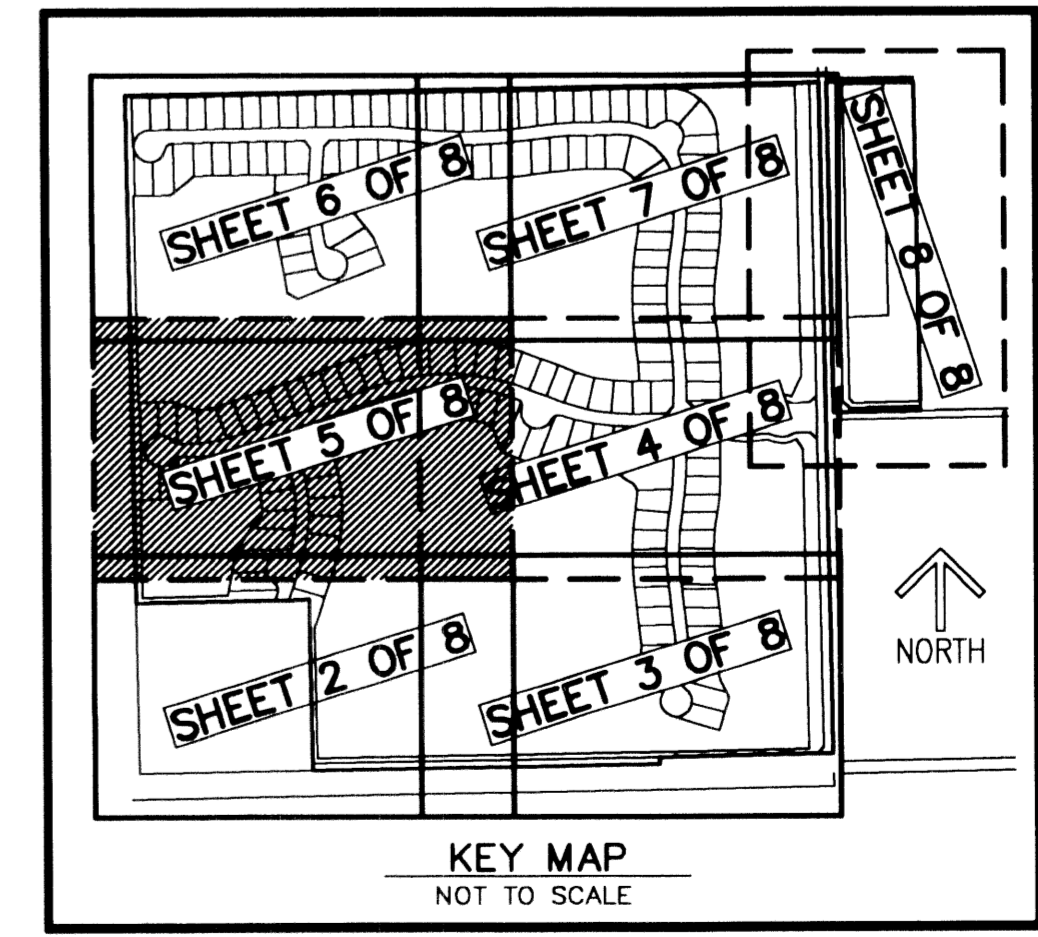 SHEET 6 OF 8
SHEET 7 OF 8
SHEET 8 OF 8
SHEET 5 OF 8
SHEET 4 OF 8
SHEET 2 OF 8
SHEET 3 OF 8
NORTH
KEY MAP
NOT TO SCALE